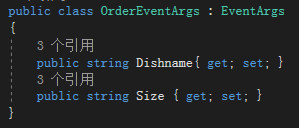 public class OrderEventArgs : EventArgs
{
3 个引用
public string Dishname{ get; set; }
3 个引用
public string Size { get; set; }
}